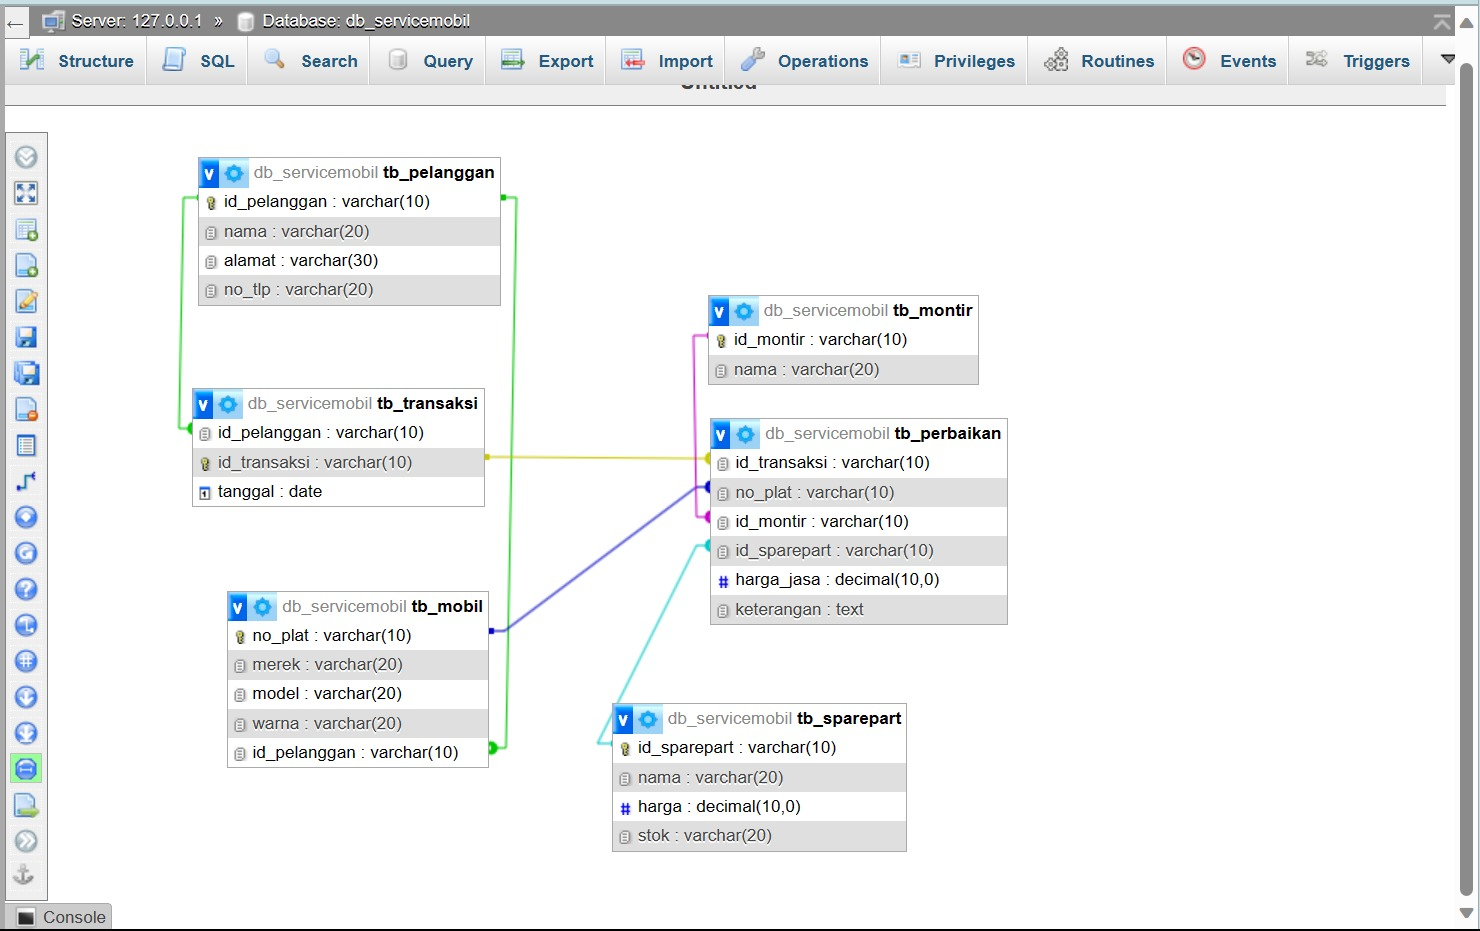 Server: 127.0.0.1 » Database: db_servicemobil
Structure SQL Search Query Export Import Operations Privileges Routines Events Triggers
Untitled
v db_servicemobil tb_pelanggan
id_pelanggan : varchar(10)
nama : varchar(20)
alamat : varchar(30)
no_tlp : varchar(20)
v db_servicemobil tb_montir
id_montir : varchar(10)
nama : varchar(20)
v db_servicemobil tb_transaksi
id_pelanggan : varchar(10)
id_transaksi : varchar(10)
tanggal : date
v db_servicemobil tb_perbaikan
id_transaksi : varchar(10)
no_plat : varchar(10)
id_montir : varchar(10)
id_sparepart : varchar(10)
# harga_jasa : decimal(10,0)
keterangan : text
v db_servicemobil tb_mobil
no_plat : varchar(10)
merek : varchar(20)
model : varchar(20)
warna : varchar(20)
id_pelanggan : varchar(10)
v db_servicemobil tb_sparepart
id_sparepart : varchar(10)
nama : varchar(20)
# harga : decimal(10,0)
stok : varchar(20)
Console